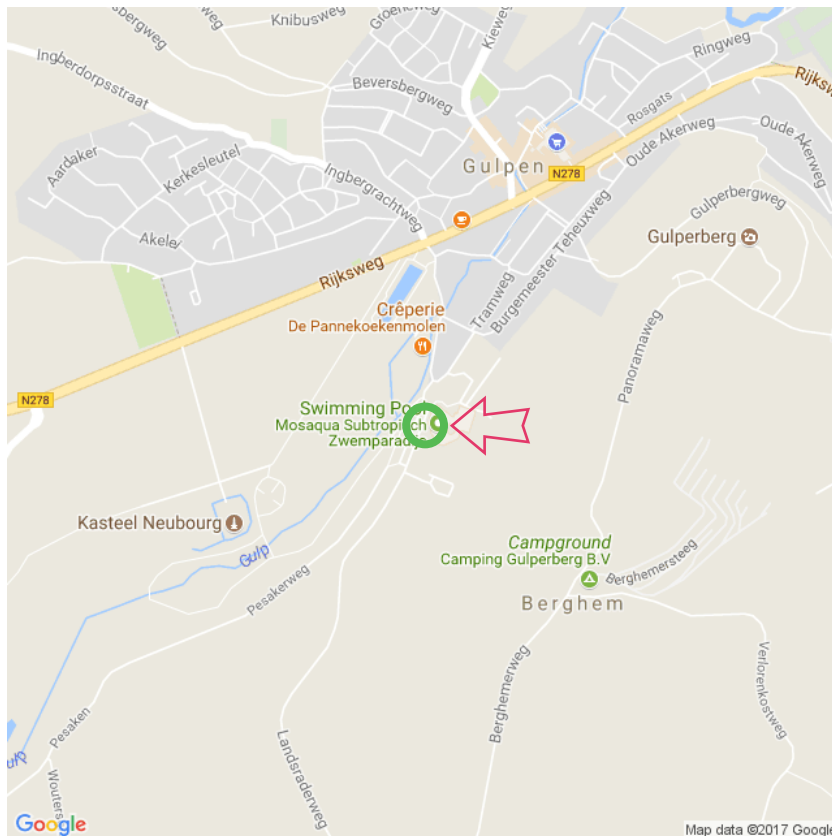 Groeneweg
Knibusweg
Kieweg
Ringweg
Ingberdorpsstraat
Beversbergweg
Rijksw
Rosgats
Aardaker
Kerkesleutel
Gulpen
N278
Oude Akerweg
Oude Akerweg
Ingbergrachtweg
Gulperbergweg
Akelei
Burgemeester Teheuxweg
Gulperberg
Rijksweg
Tramweg
Crêperie
De Pannekoekenmolen
Panoramaweg
N278
Swimming Pool
Mosaqua Subtropisch
Zwemparadijs
Kasteel Neubourg
Gulp
Campground
Camping Gulperberg B.V
Berghemersteeg
Pesakerweg
Berghem
Berghemerweg
Verlorenkostweg
Pesaken
Landsraderweg
ulp
Wouters
Google
Map data ©2017 Google